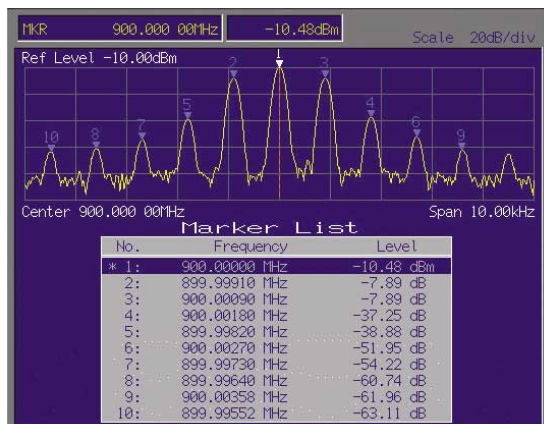 MKR 900.000 00MHz -10.48dBm
Scale 20dB/div
Ref Level -10.00dBm
1
2 3
5 4
10 8 7 6 9
Center 900.000 00MHz Span 10.00kHz
Marker List
No. Frequency Level
* 1: 900.00000 MHz -10.48 dBm
2: 899.99910 MHz -7.89 dB
3: 900.00090 MHz -7.89 dB
4: 900.00180 MHz -37.25 dB
5: 899.99820 MHz -38.88 dB
6: 900.00270 MHz -51.95 dB
7: 899.99730 MHz -54.22 dB
8: 899.99640 MHz -60.74 dB
9: 900.00358 MHz -61.96 dB
10: 899.99552 MHz -63.11 dB